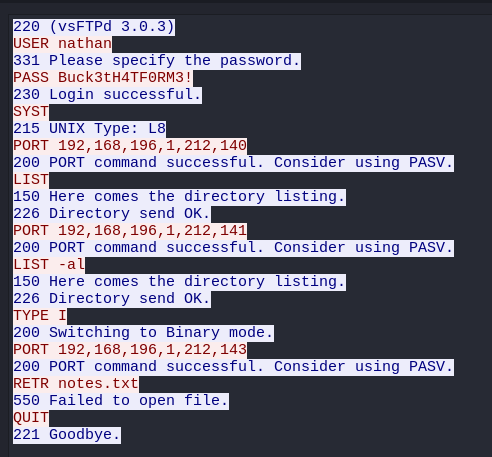 220 (vsFTPd 3.0.3)
USER nathan
331 Please specify the password.
PASS Buck3tH4TF0RM3!
230 Login successful.
SYST
215 UNIX Type: L8
PORT 192,168,196,1,212,140
200 PORT command successful. Consider using PASV.
LIST
150 Here comes the directory listing.
226 Directory send OK.
PORT 192,168,196,1,212,141
200 PORT command successful. Consider using PASV.
LIST -al
150 Here comes the directory listing.
226 Directory send OK.
TYPE I
200 Switching to Binary mode.
PORT 192,168,196,1,212,143
200 PORT command successful. Consider using PASV.
RETR notes.txt
550 Failed to open file.
QUIT
221 Goodbye.